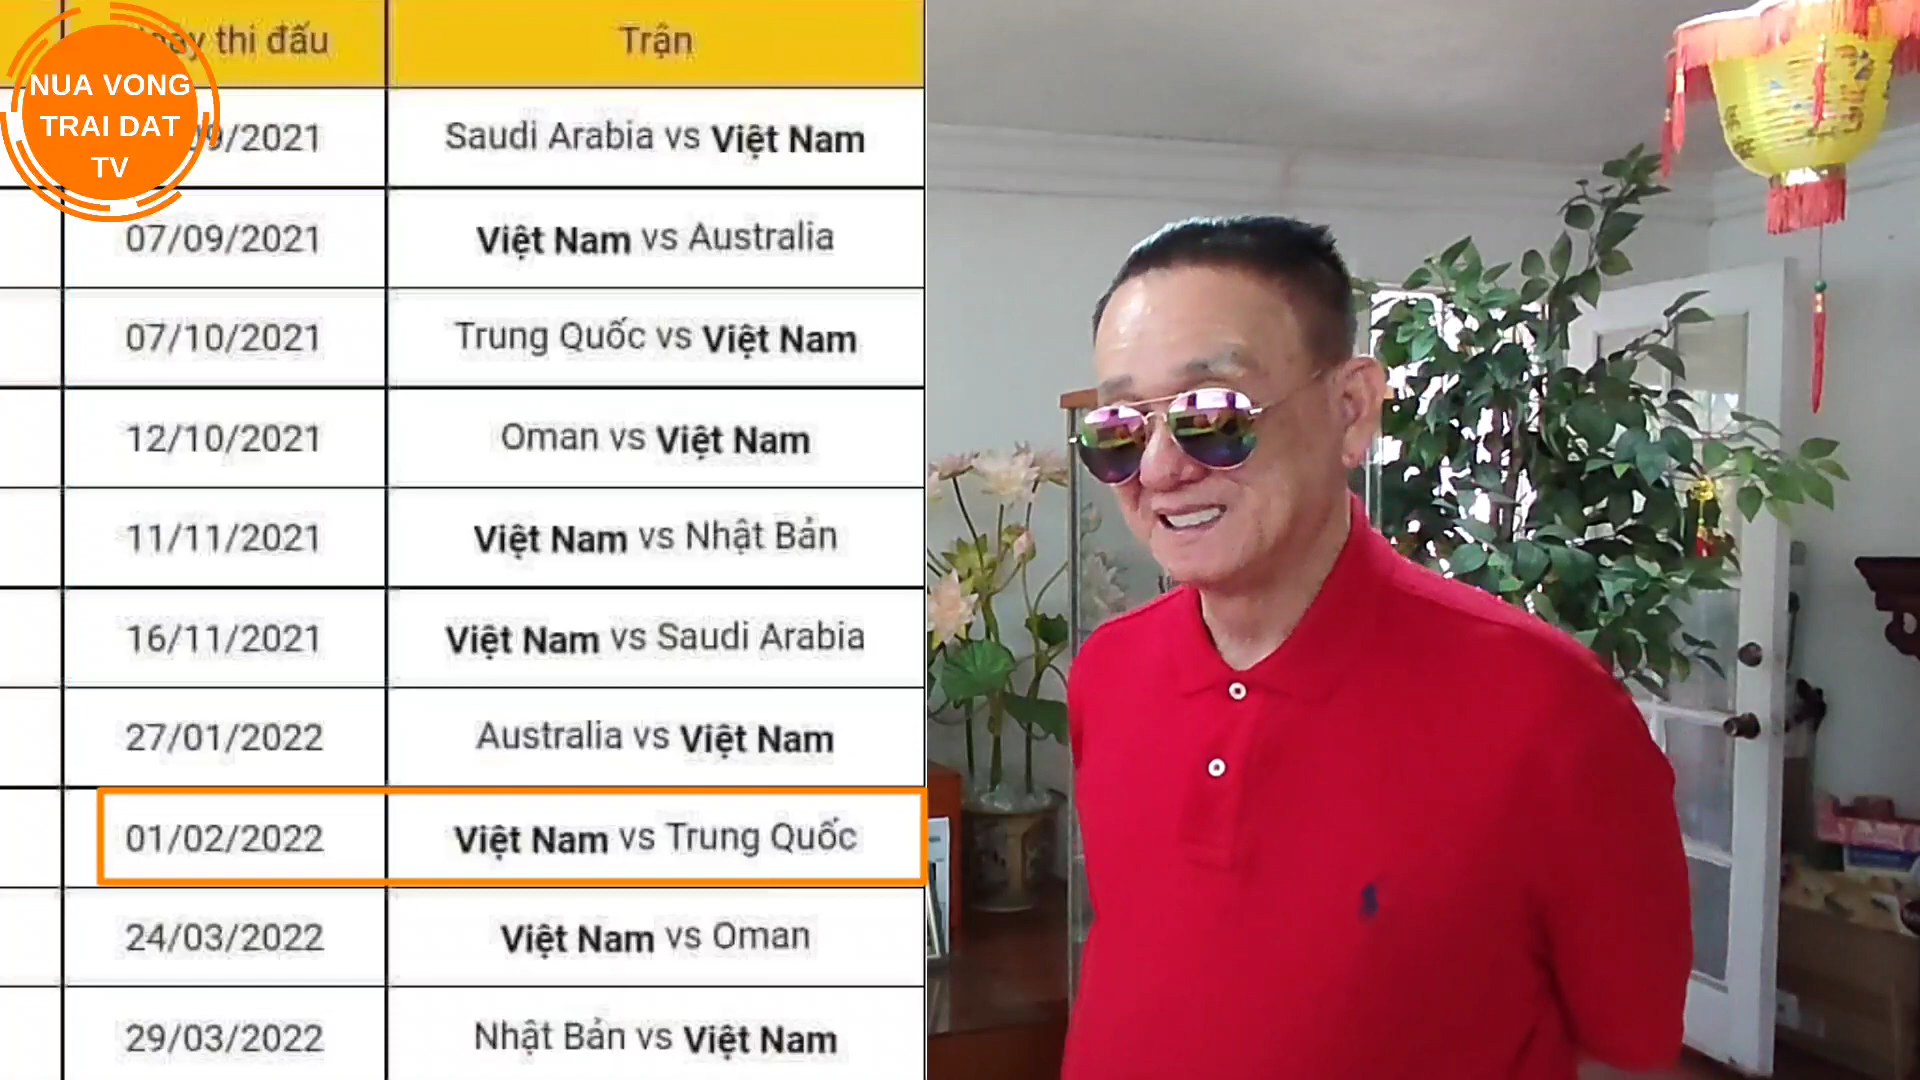 NUA VONG
TRAI DAT
TV
thi đấu Trận
/2021 Saudi Arabia vs Việt Nam
07/09/2021 Việt Nam vs Australia
07/10/2021 Trung Quốc vs Việt Nam
12/10/2021 Oman vs Việt Nam
11/11/2021 Việt Nam vs Nhật Bản
16/11/2021 Việt Nam vs Saudi Arabia
27/01/2022 Australia vs Việt Nam
01/02/2022 Việt Nam vs Trung Quốc
24/03/2022 Việt Nam vs Oman
29/03/2022 Nhật Bản vs Việt Nam